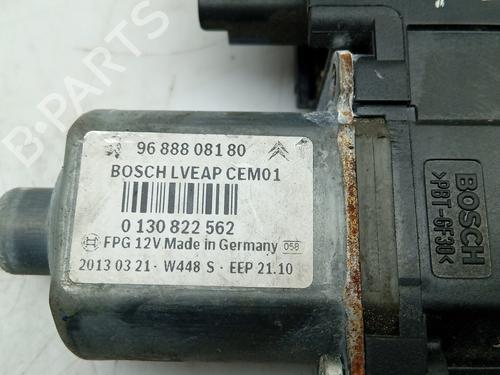 96 888 081 80
BOSCH LVEAP CEM01
0 130 822 562
FPG 12V Made in Germany 058
2013 03 21 - W448 S - EEP 21.10
BOSCH
>PBT-GF30<
B-Parts